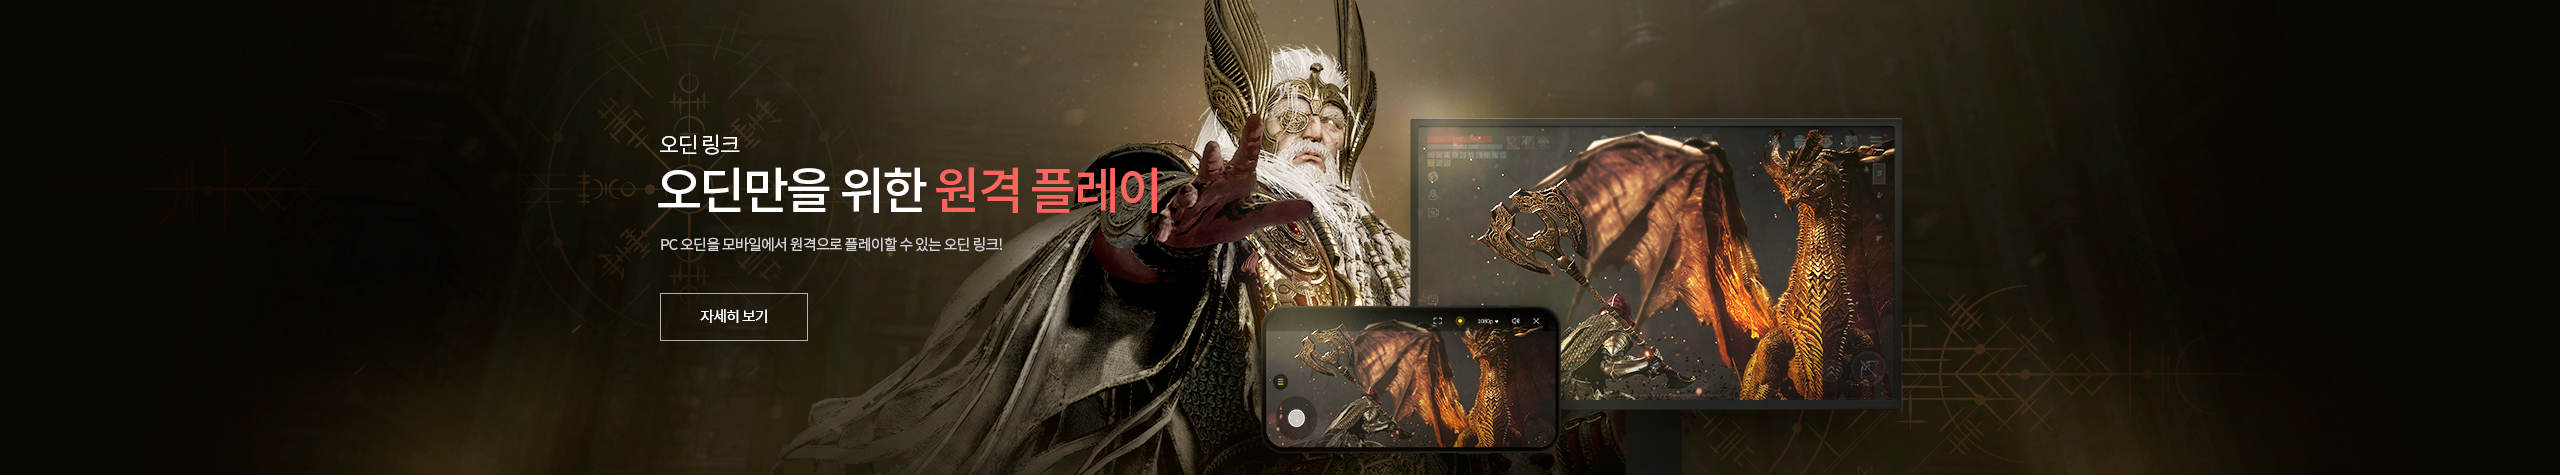 오딘 링크
오딘만을 위한 원격 플레이
PC 오딘을 모바일에서 원격으로 플레이할 수 있는 오딘 링크!
자세히 보기
1080p